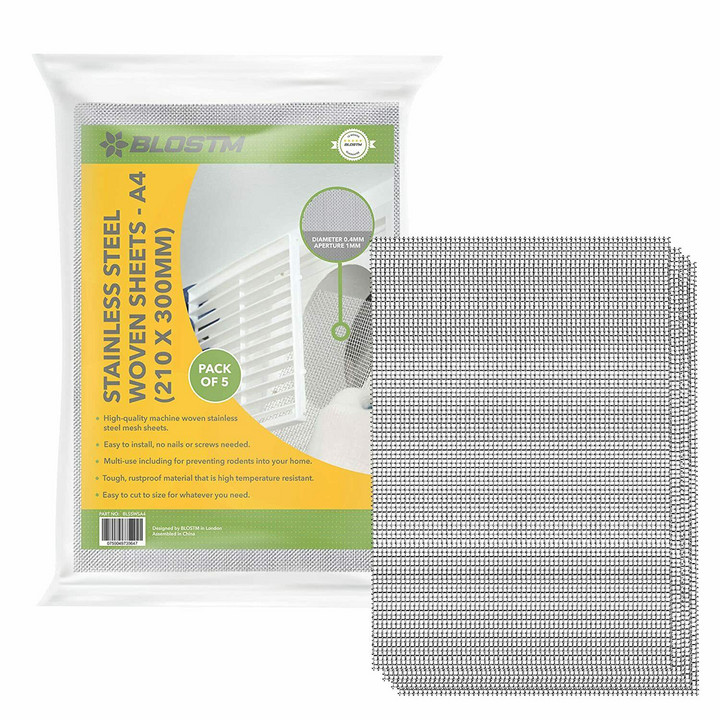 BLOSTM
BLOSTM
STAINLESS STEEL
WOVEN SHEETS - A4
(210 X 300MM)
DIAMETER 0.4MM
APERTURE 1MM
PACK
OF 5
• High-quality machine woven stainless
steel mesh sheets.
• Easy to install, no nails or screws needed.
• Multi-use including for preventing rodents into your home.
• Tough, rustproof material that is high temperature resistant.
• Easy to cut to size for whatever you need.
PART NO:
Designed by BLOSTM in London
Assembled in China